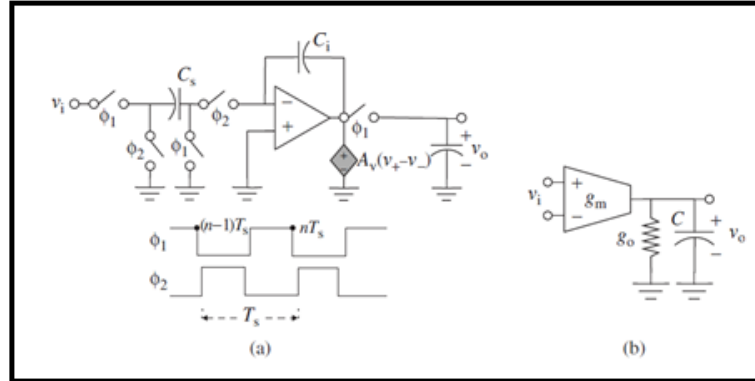 C_i
v_i
C_s
ϕ_1
ϕ_2
−
+
ϕ_1
ϕ_2
ϕ_1
+
−
A_v(v_+−v_−)
+
v_o
−
ϕ_1
(n−1)T_s
nT_s
ϕ_2
T_s
(a)
v_i
+
−
g_m
g_o
C
+
v_o
−
(b)